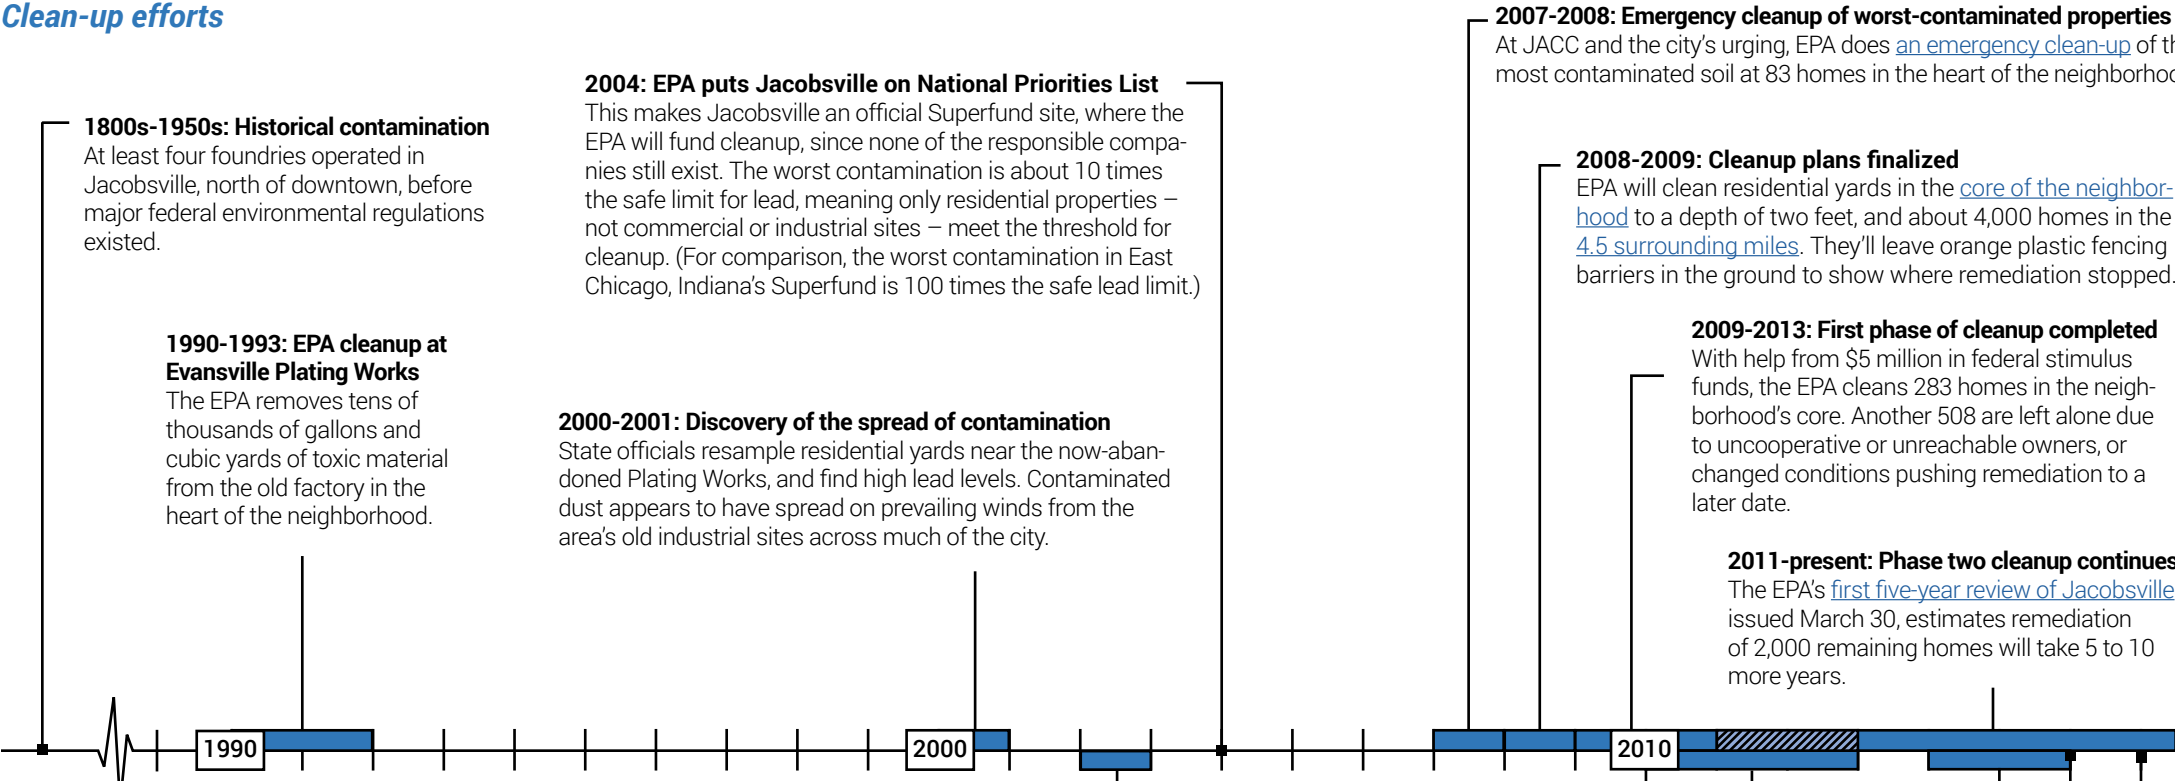 Clean-up efforts
1800s-1950s: Historical contamination
At least four foundries operated in
Jacobsville, north of downtown, before
major federal environmental regulations
existed.
1990-1993: EPA cleanup at
Evansville Plating Works
The EPA removes tens of
thousands of gallons and
cubic yards of toxic material
from the old factory in the
heart of the neighborhood.
2004: EPA puts Jacobsville on National Priorities List
This makes Jacobsville an official Superfund site, where the
EPA will fund cleanup, since none of the responsible compa-
nies still exist. The worst contamination is about 10 times
the safe limit for lead, meaning only residential properties –
not commercial or industrial sites – meet the threshold for
cleanup. (For comparison, the worst contamination in East
Chicago, Indiana’s Superfund is 100 times the safe lead limit.)
2000-2001: Discovery of the spread of contamination
State officials resample residential yards near the now-aban-
doned Plating Works, and find high lead levels. Contaminated
dust appears to have spread on prevailing winds from the
area’s old industrial sites across much of the city.
2007-2008: Emergency cleanup of worst-contaminated properties
At JACC and the city’s urging, EPA does an emergency clean-up of
most contaminated soil at 83 homes in the heart of the
2008-2009: Cleanup plans finalized
EPA will clean residential yards in the core of the neighbor-
hood to a depth of two feet, and about 4,000 homes in the
4.5 surrounding miles. They’ll leave orange plastic fencing
barriers in the ground to show where remediation stopped.
2009-2013: First phase of cleanup completed
With help from $5 million in federal stimulus
funds, the EPA cleans 283 homes in the neigh-
borhood’s core. Another 508 are left alone due
to uncooperative or unreachable owners, or
changed conditions pushing remediation to a
later date.
2011-present: Phase two cleanup continues
The EPA’s first five-year review of Jacobsville
issued March 30, estimates remediation
of 2,000 remaining homes will take 5 to 10
more years.
1990
2000
2010